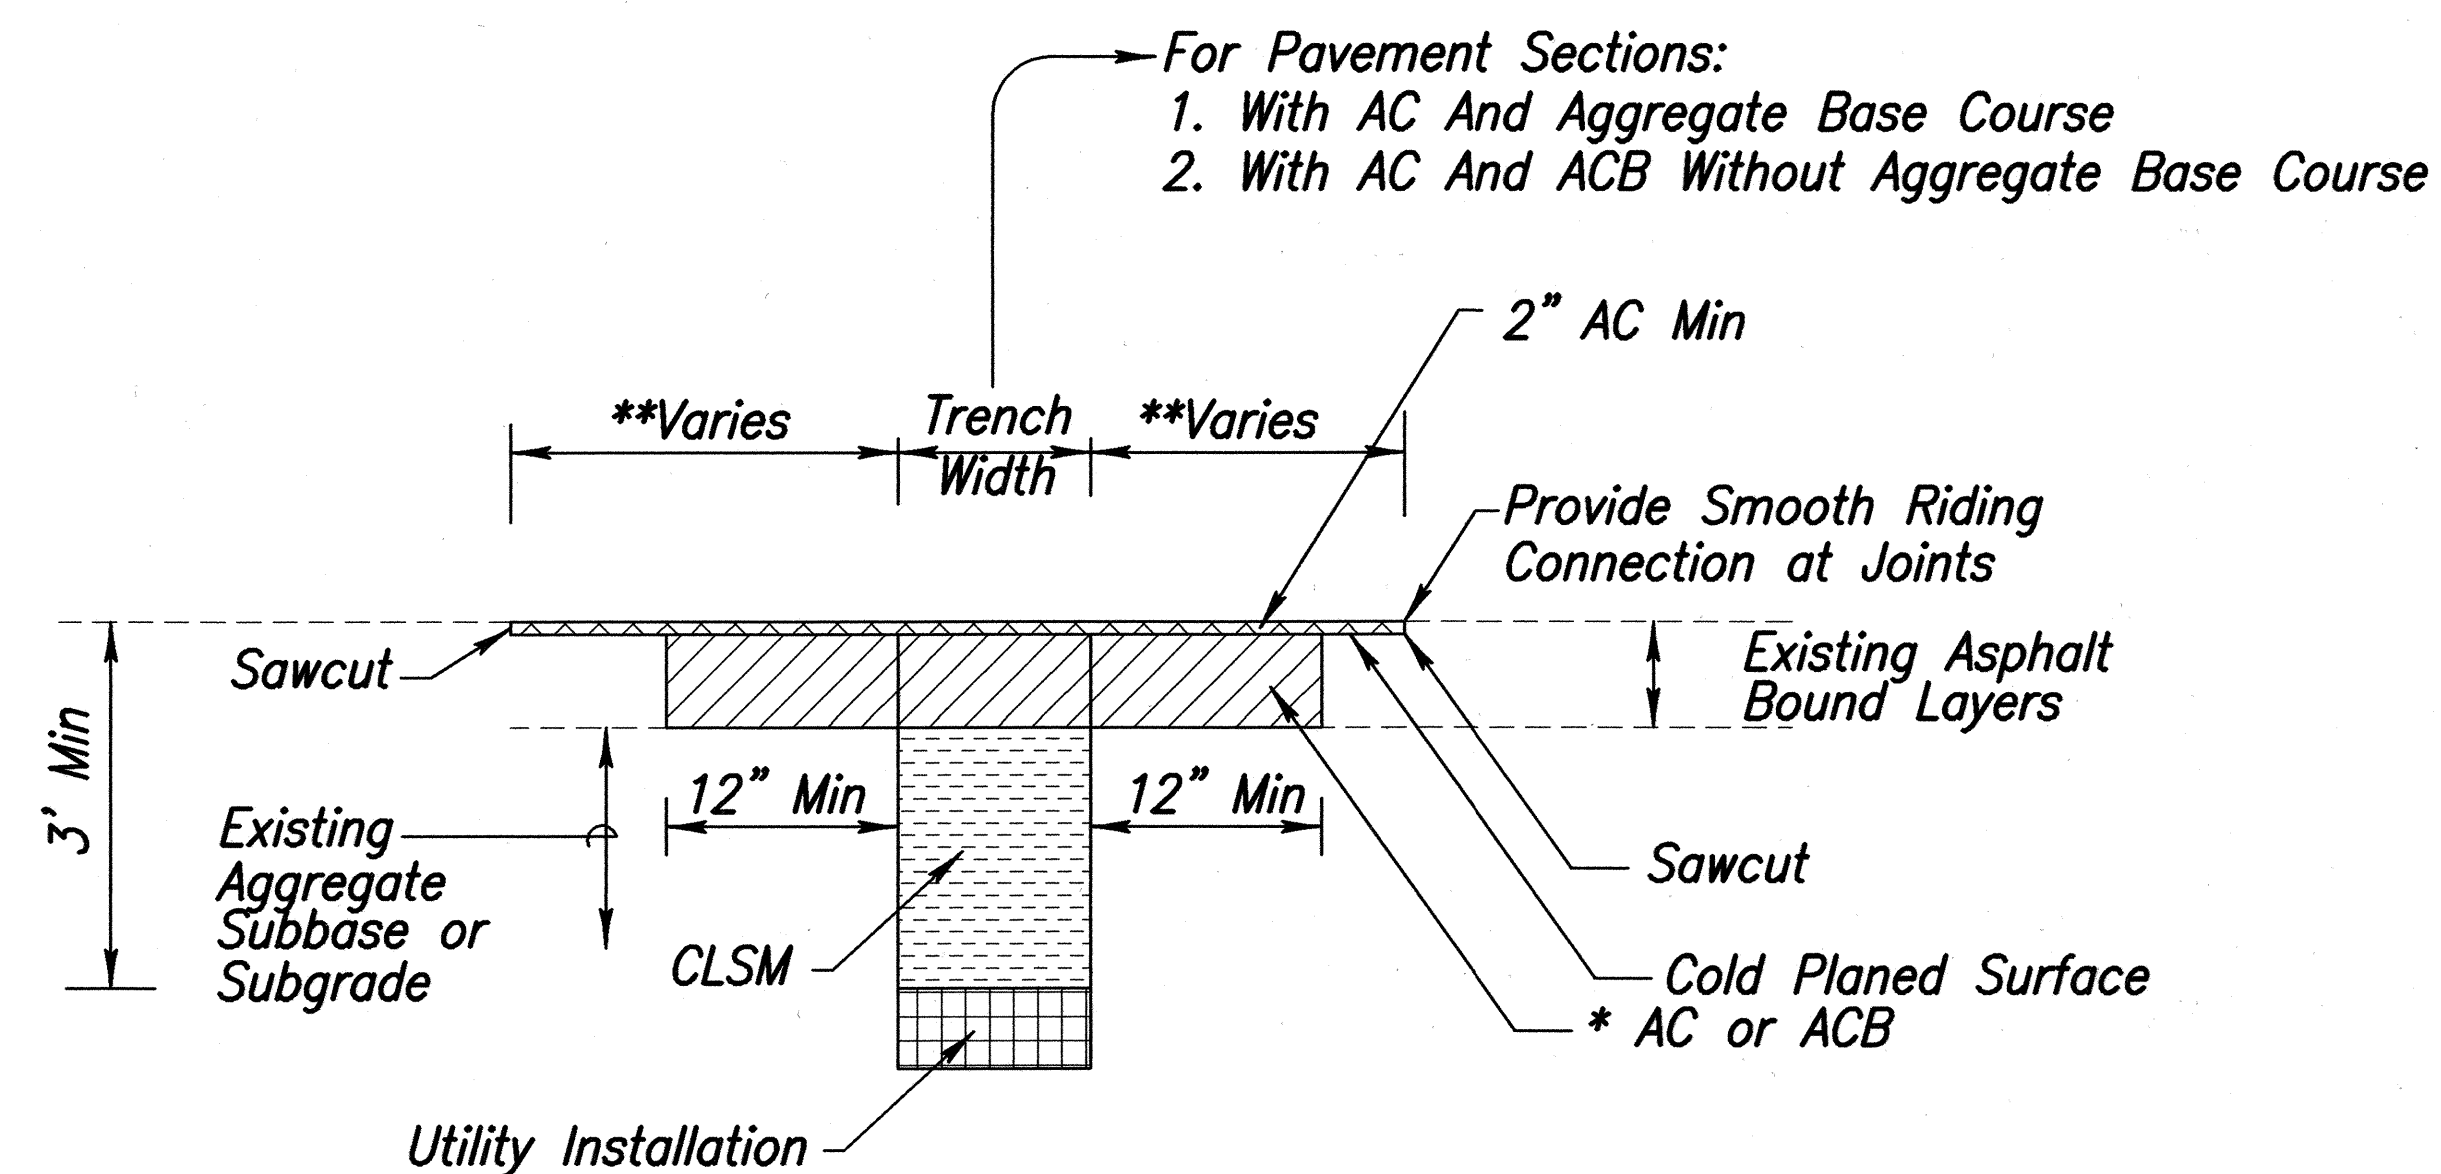 For Pavement Sections:
1. With AC And Aggregate Base Course
2. With AC And ACB Without Aggregate Base Course
2" AC Min
**Varies
Trench
Width
**Varies
Provide Smooth Riding
Connection at Joints
Sawcut
Existing Asphalt
Bound Layers
3' Min
12" Min
12" Min
Existing
Aggregate
Subbase or
Subgrade
Sawcut
CLSM
Cold Planed Surface
* AC or ACB
Utility Installation